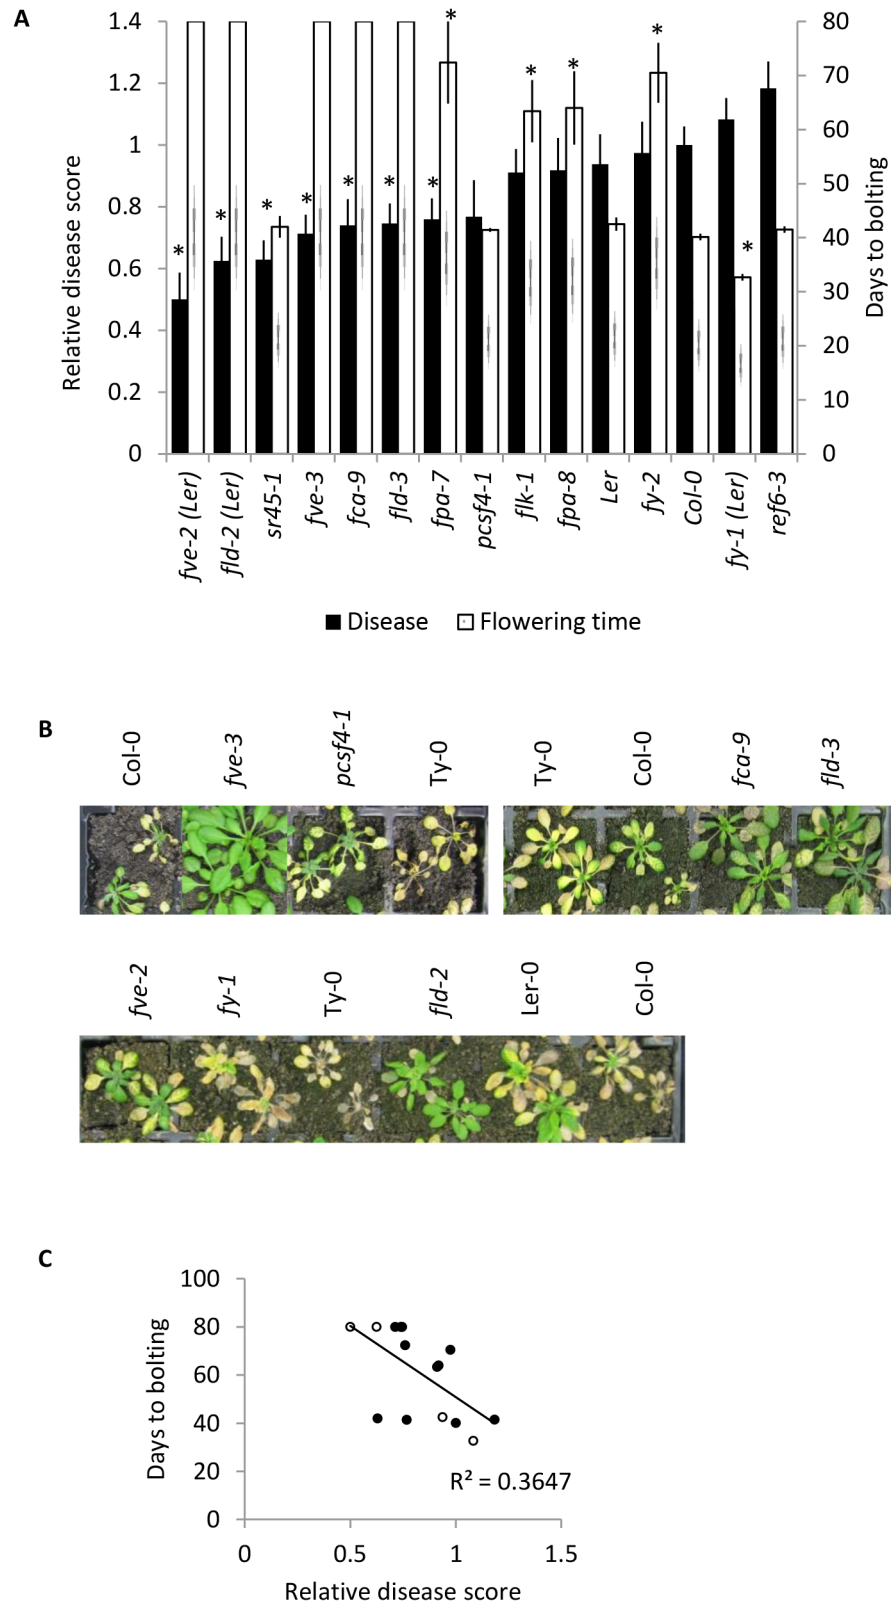 A
1.4
1.2
1
0.8
0.6
0.4
0.2
0
Relative disease score
80
70
60
50
40
30
20
10
0
Days to bolting
* * * * * * * * * * * *
fve-2 (Ler)
fld-2 (Ler)
sr45-1
fve-3
fca-9
fld-3
fpa-7
pcsf4-1
flk-1
fpa-8
Ler
fy-2
Col-0
fy-1 (Ler)
ref6-3
Disease Flowering time
B
Col-0 fve-3 pcsf4-1 Ty-0 Ty-0 Col-0 fca-9 fld-3
fve-2 fy-1 Ty-0 fld-2 Ler-0 Col-0
C
100
80
60
40
20
0
Days to bolting
R² = 0.3647
0 0.5 1 1.5
Relative disease score